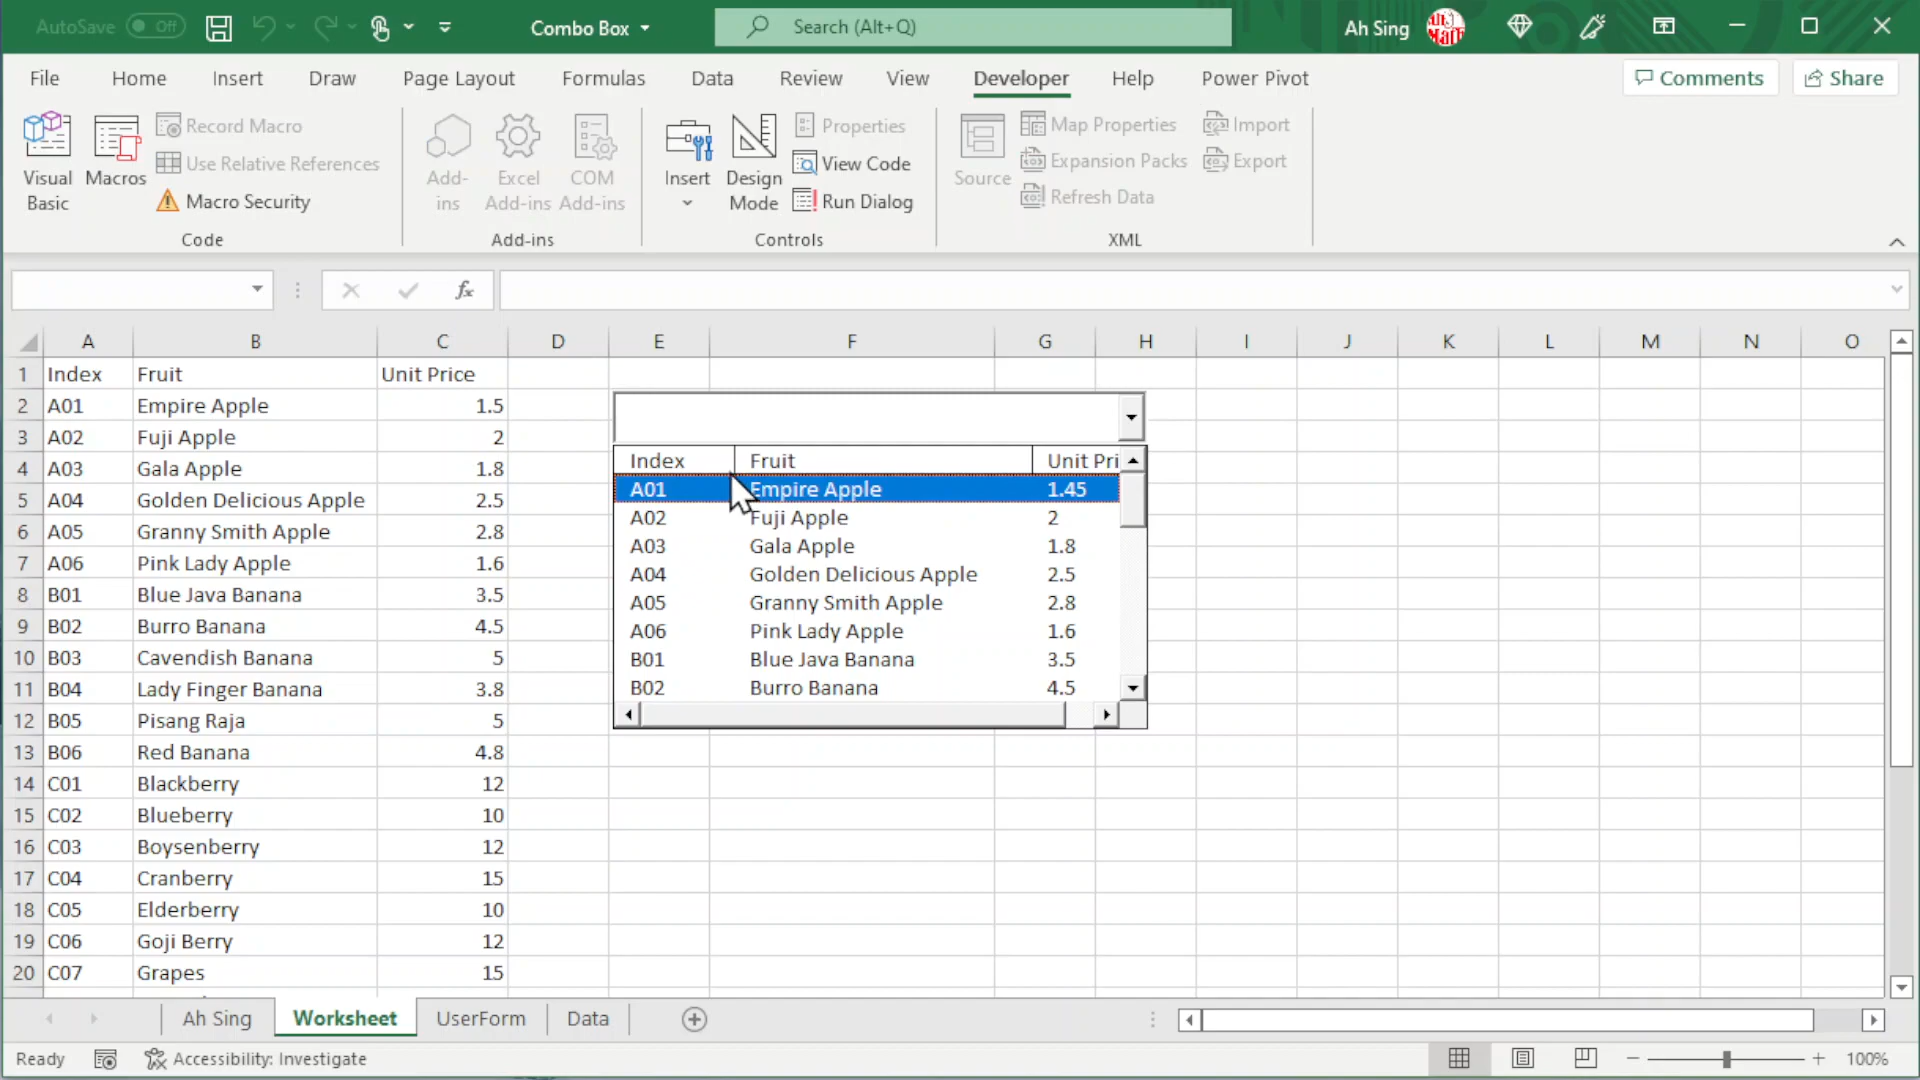 AutoSave Off Combo Box Search (Alt+Q) Ah Sing
File Home Insert Draw Page Layout Formulas Data Review View Developer Help Power Pivot Comments Share
Visual Basic
Macros
Record Macro
Use Relative References
Macro Security
Code
Add-ins
Excel Add-ins
COM Add-ins
Add-ins
Insert
Design Mode
Properties
View Code
Run Dialog
Controls
Source
Map Properties
Expansion Packs
Refresh Data
Import
Export
XML
fx
A B C D E F G H I J K L M N O
1 Index Fruit Unit Price
2 A01 Empire Apple 1.5
3 A02 Fuji Apple 2
4 A03 Gala Apple 1.8
5 A04 Golden Delicious Apple 2.5
6 A05 Granny Smith Apple 2.8
7 A06 Pink Lady Apple 1.6
8 B01 Blue Java Banana 3.5
9 B02 Burro Banana 4.5
10 B03 Cavendish Banana 5
11 B04 Lady Finger Banana 3.8
12 B05 Pisang Raja 5
13 B06 Red Banana 4.8
14 C01 Blackberry 12
15 C02 Blueberry 10
16 C03 Boysenberry 12
17 C04 Cranberry 15
18 C05 Elderberry 10
19 C06 Goji Berry 12
20 C07 Grapes 15
Index Fruit Unit Pri
A01 Empire Apple 1.45
A02 Fuji Apple 2
A03 Gala Apple 1.8
A04 Golden Delicious Apple 2.5
A05 Granny Smith Apple 2.8
A06 Pink Lady Apple 1.6
B01 Blue Java Banana 3.5
B02 Burro Banana 4.5
Ah Sing Worksheet UserForm Data
Ready Accessibility: Investigate 100%